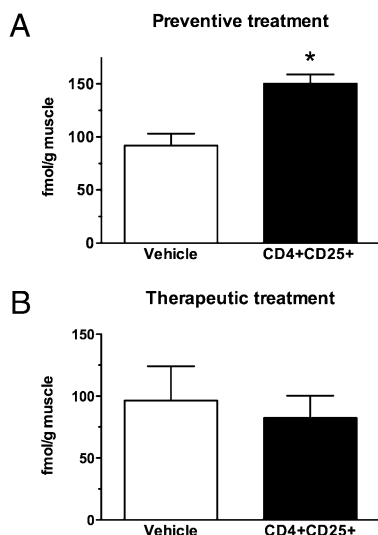 A
Preventive treatment
*
150
100
50
0
fmol/g muscle
Vehicle CD4+CD25+
B
Therapeutic treatment
150
100
50
0
fmol/g muscle
Vehicle CD4+CD25+